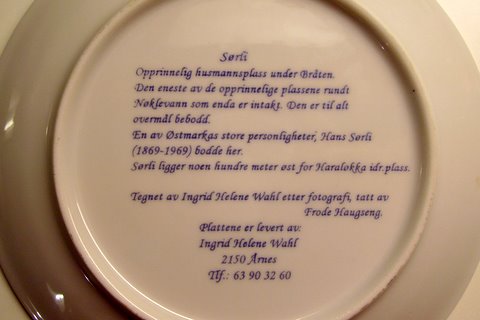 Sørli
Opprinnelig husmannsplass under Bråten.
Den eneste av de opprinnelige plassene rundt
Nøklevann som enda er intakt. Den er til alt
overmål bebodd.
En av Østmarkas store personligheter, Hans Sørli
(1869-1969) bodde her.
Sørli ligger noen hundre meter øst for Haraløkka idr.plass.
Tegnet av Ingrid Helene Wahl etter fotografi, tatt av
Frode Haugseng.
Plattene er levert av:
Ingrid Helene Wahl
2150 Årnes
Tlf.: 63 90 32 60